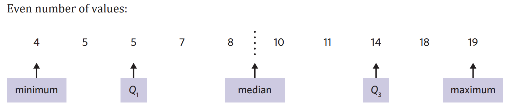 Even number of values:
4 5 5 7 8 10 11 14 18 19
minimum Q₁ median Q₃ maximum